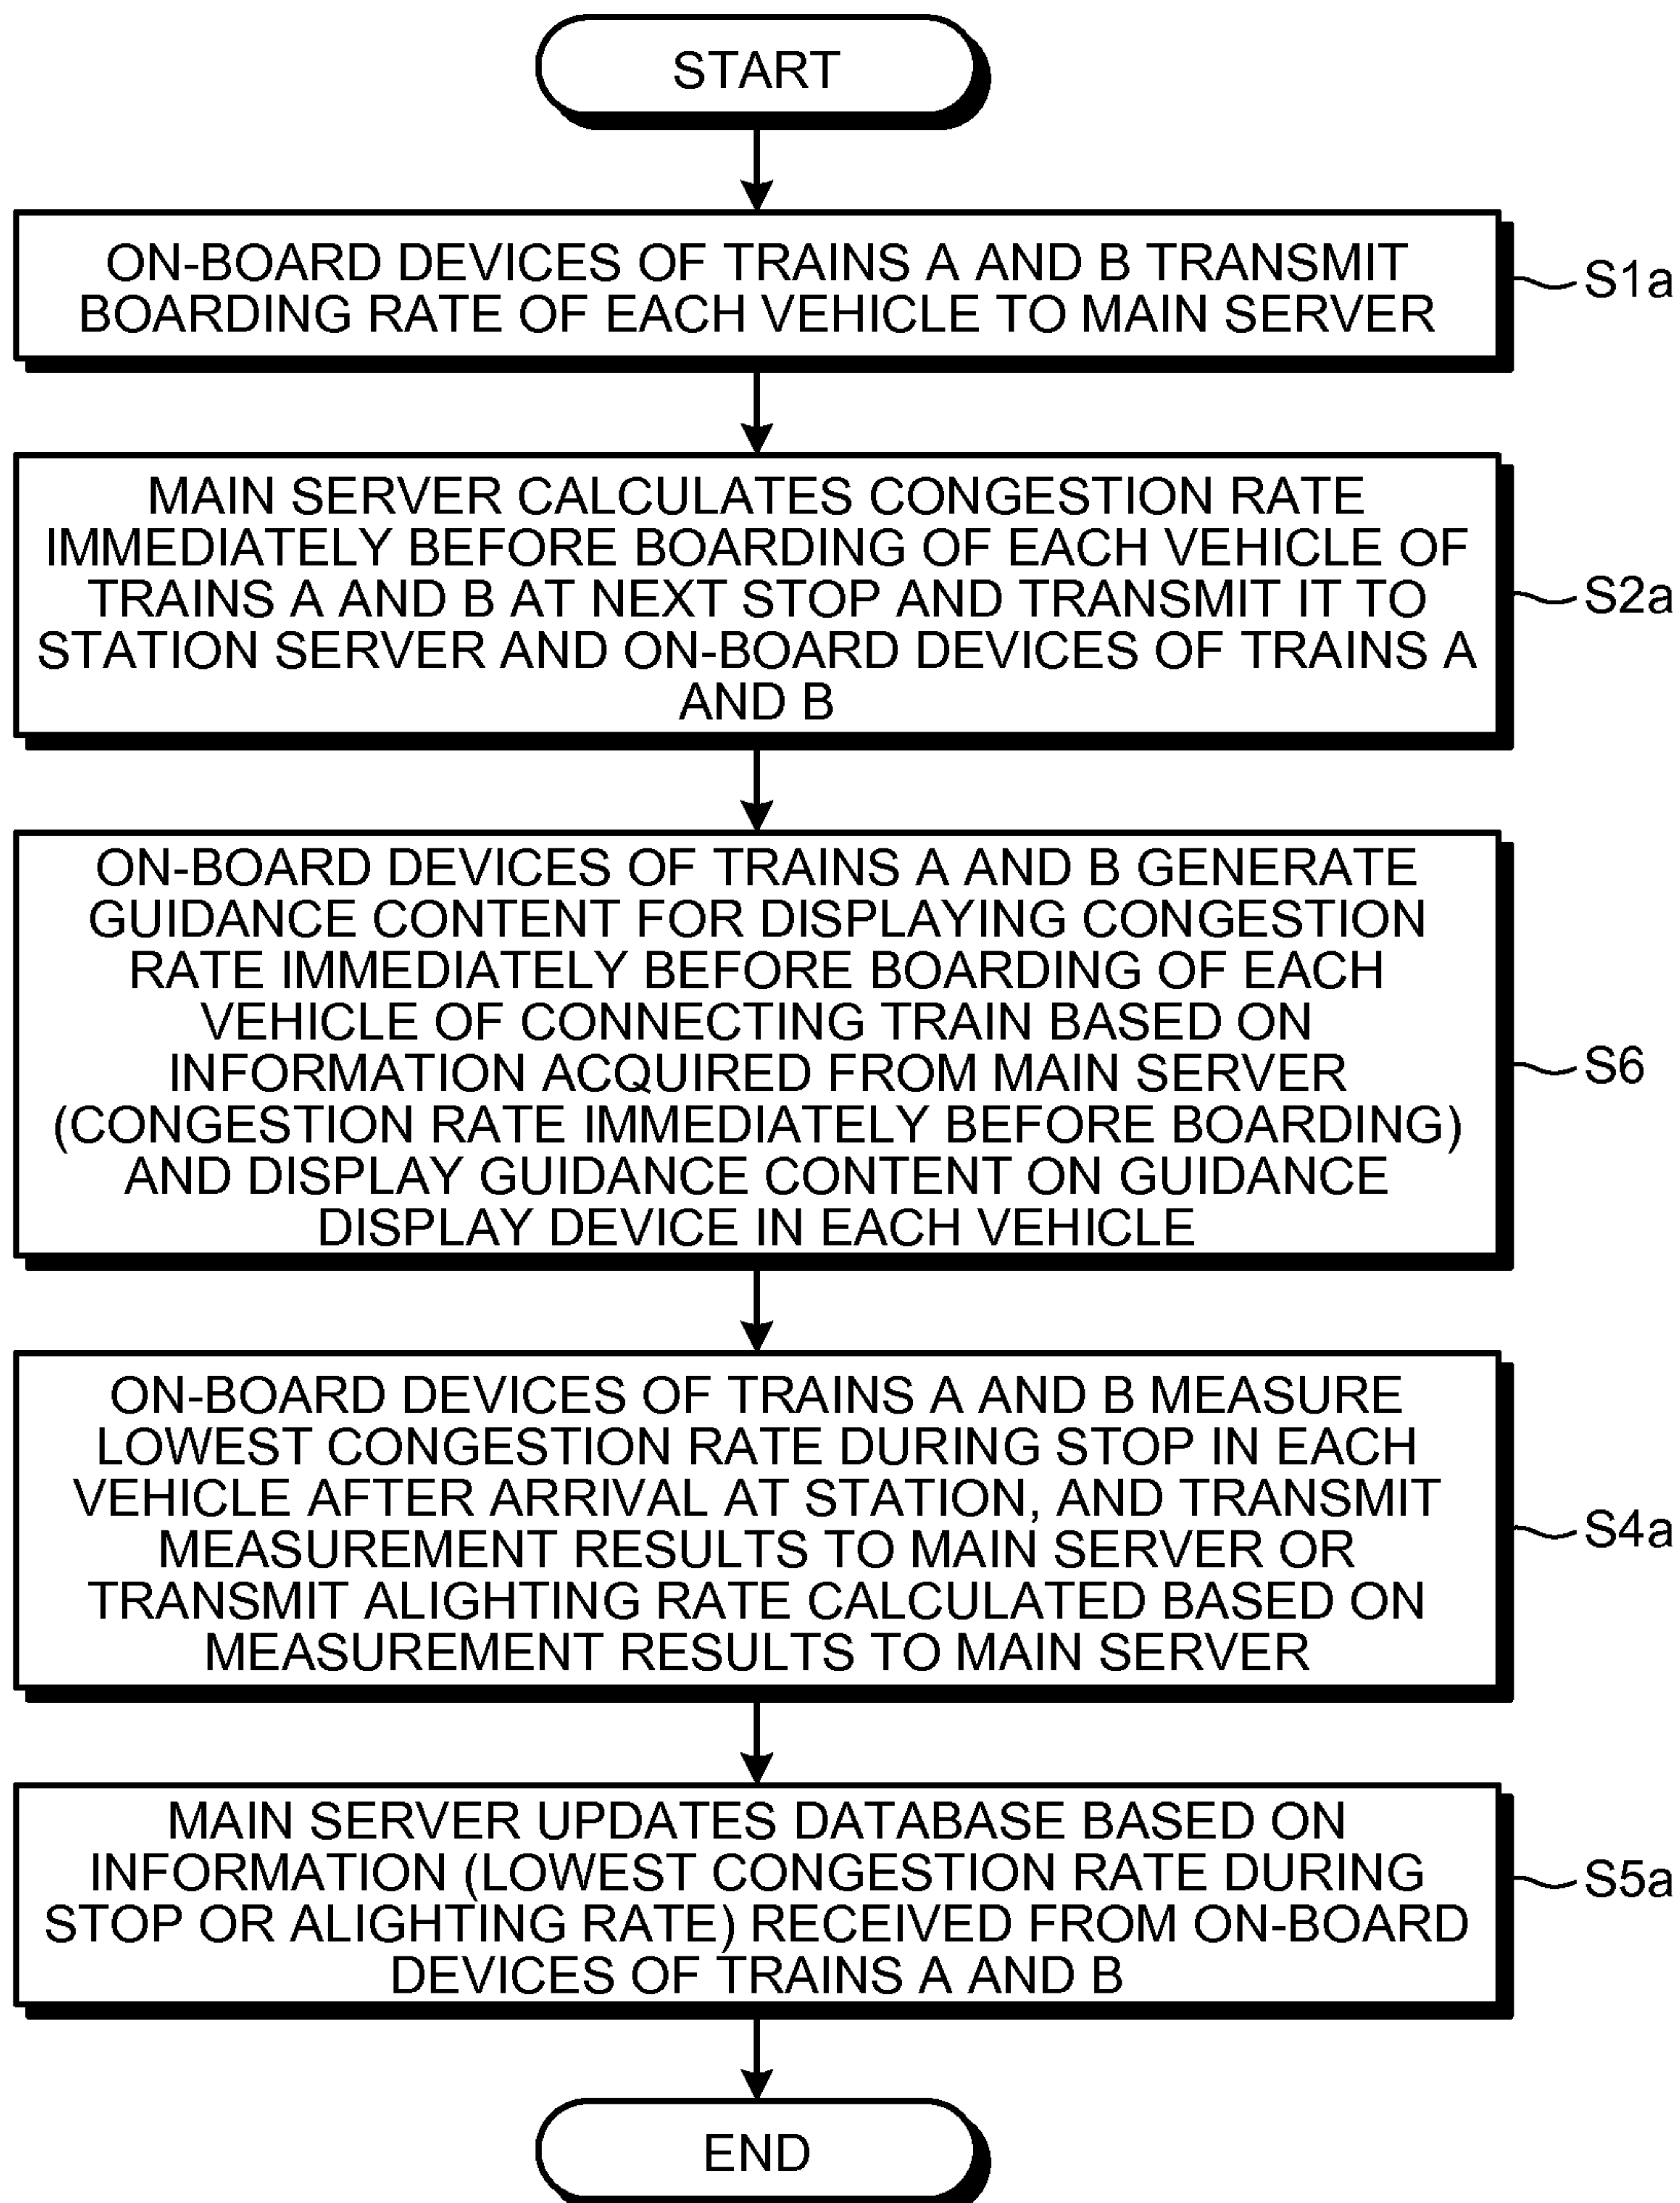 START
ON-BOARD DEVICES OF TRAINS A AND B TRANSMIT
BOARDING RATE OF EACH VEHICLE TO MAIN SERVER
S1a
MAIN SERVER CALCULATES CONGESTION RATE
IMMEDIATELY BEFORE BOARDING OF EACH VEHICLE OF
TRAINS A AND B AT NEXT STOP AND TRANSMIT IT TO
STATION SERVER AND ON-BOARD DEVICES OF TRAINS A
AND B
S2a
ON-BOARD DEVICES OF TRAINS A AND B GENERATE
GUIDANCE CONTENT FOR DISPLAYING CONGESTION
RATE IMMEDIATELY BEFORE BOARDING OF EACH
VEHICLE OF CONNECTING TRAIN BASED ON
INFORMATION ACQUIRED FROM MAIN SERVER
(CONGESTION RATE IMMEDIATELY BEFORE BOARDING)
AND DISPLAY GUIDANCE CONTENT ON GUIDANCE
DISPLAY DEVICE IN EACH VEHICLE
S6
ON-BOARD DEVICES OF TRAINS A AND B MEASURE
LOWEST CONGESTION RATE DURING STOP IN EACH
VEHICLE AFTER ARRIVAL AT STATION, AND TRANSMIT
MEASUREMENT RESULTS TO MAIN SERVER OR
TRANSMIT ALIGHTING RATE CALCULATED BASED ON
MEASUREMENT RESULTS TO MAIN SERVER
S4a
MAIN SERVER UPDATES DATABASE BASED ON
INFORMATION (LOWEST CONGESTION RATE DURING
STOP OR ALIGHTING RATE) RECEIVED FROM ON-BOARD
DEVICES OF TRAINS A AND B
S5a
END